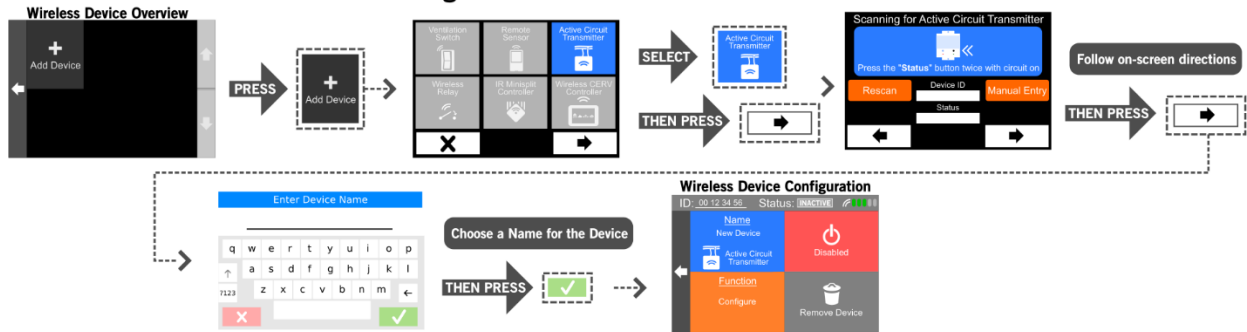 Wireless Device Overview
+
Add Device
PRESS
+
Add Device
Ventilation
Switch
Remote
Sensor
Active Circuit
Transmitter
Wireless
Relay
IR Minisplit
Controller
Wireless CERV
Controller
X
SELECT
Active Circuit
Transmitter
THEN PRESS
Scanning for Active Circuit Transmitter
Press the "Status" button twice with circuit on
Rescan
Device ID
Manual Entry
Status
Follow on-screen directions
THEN PRESS
Enter Device Name
q w e r t y u i o p
a s d f g h j k l
?123 z x c v b n m
Choose a Name for the Device
THEN PRESS
Wireless Device Configuration
ID: 00 12 34 56 Status: INACTIVE
Name
New Device
Active Circuit
Transmitter
Disabled
Function
Configure
Remove Device